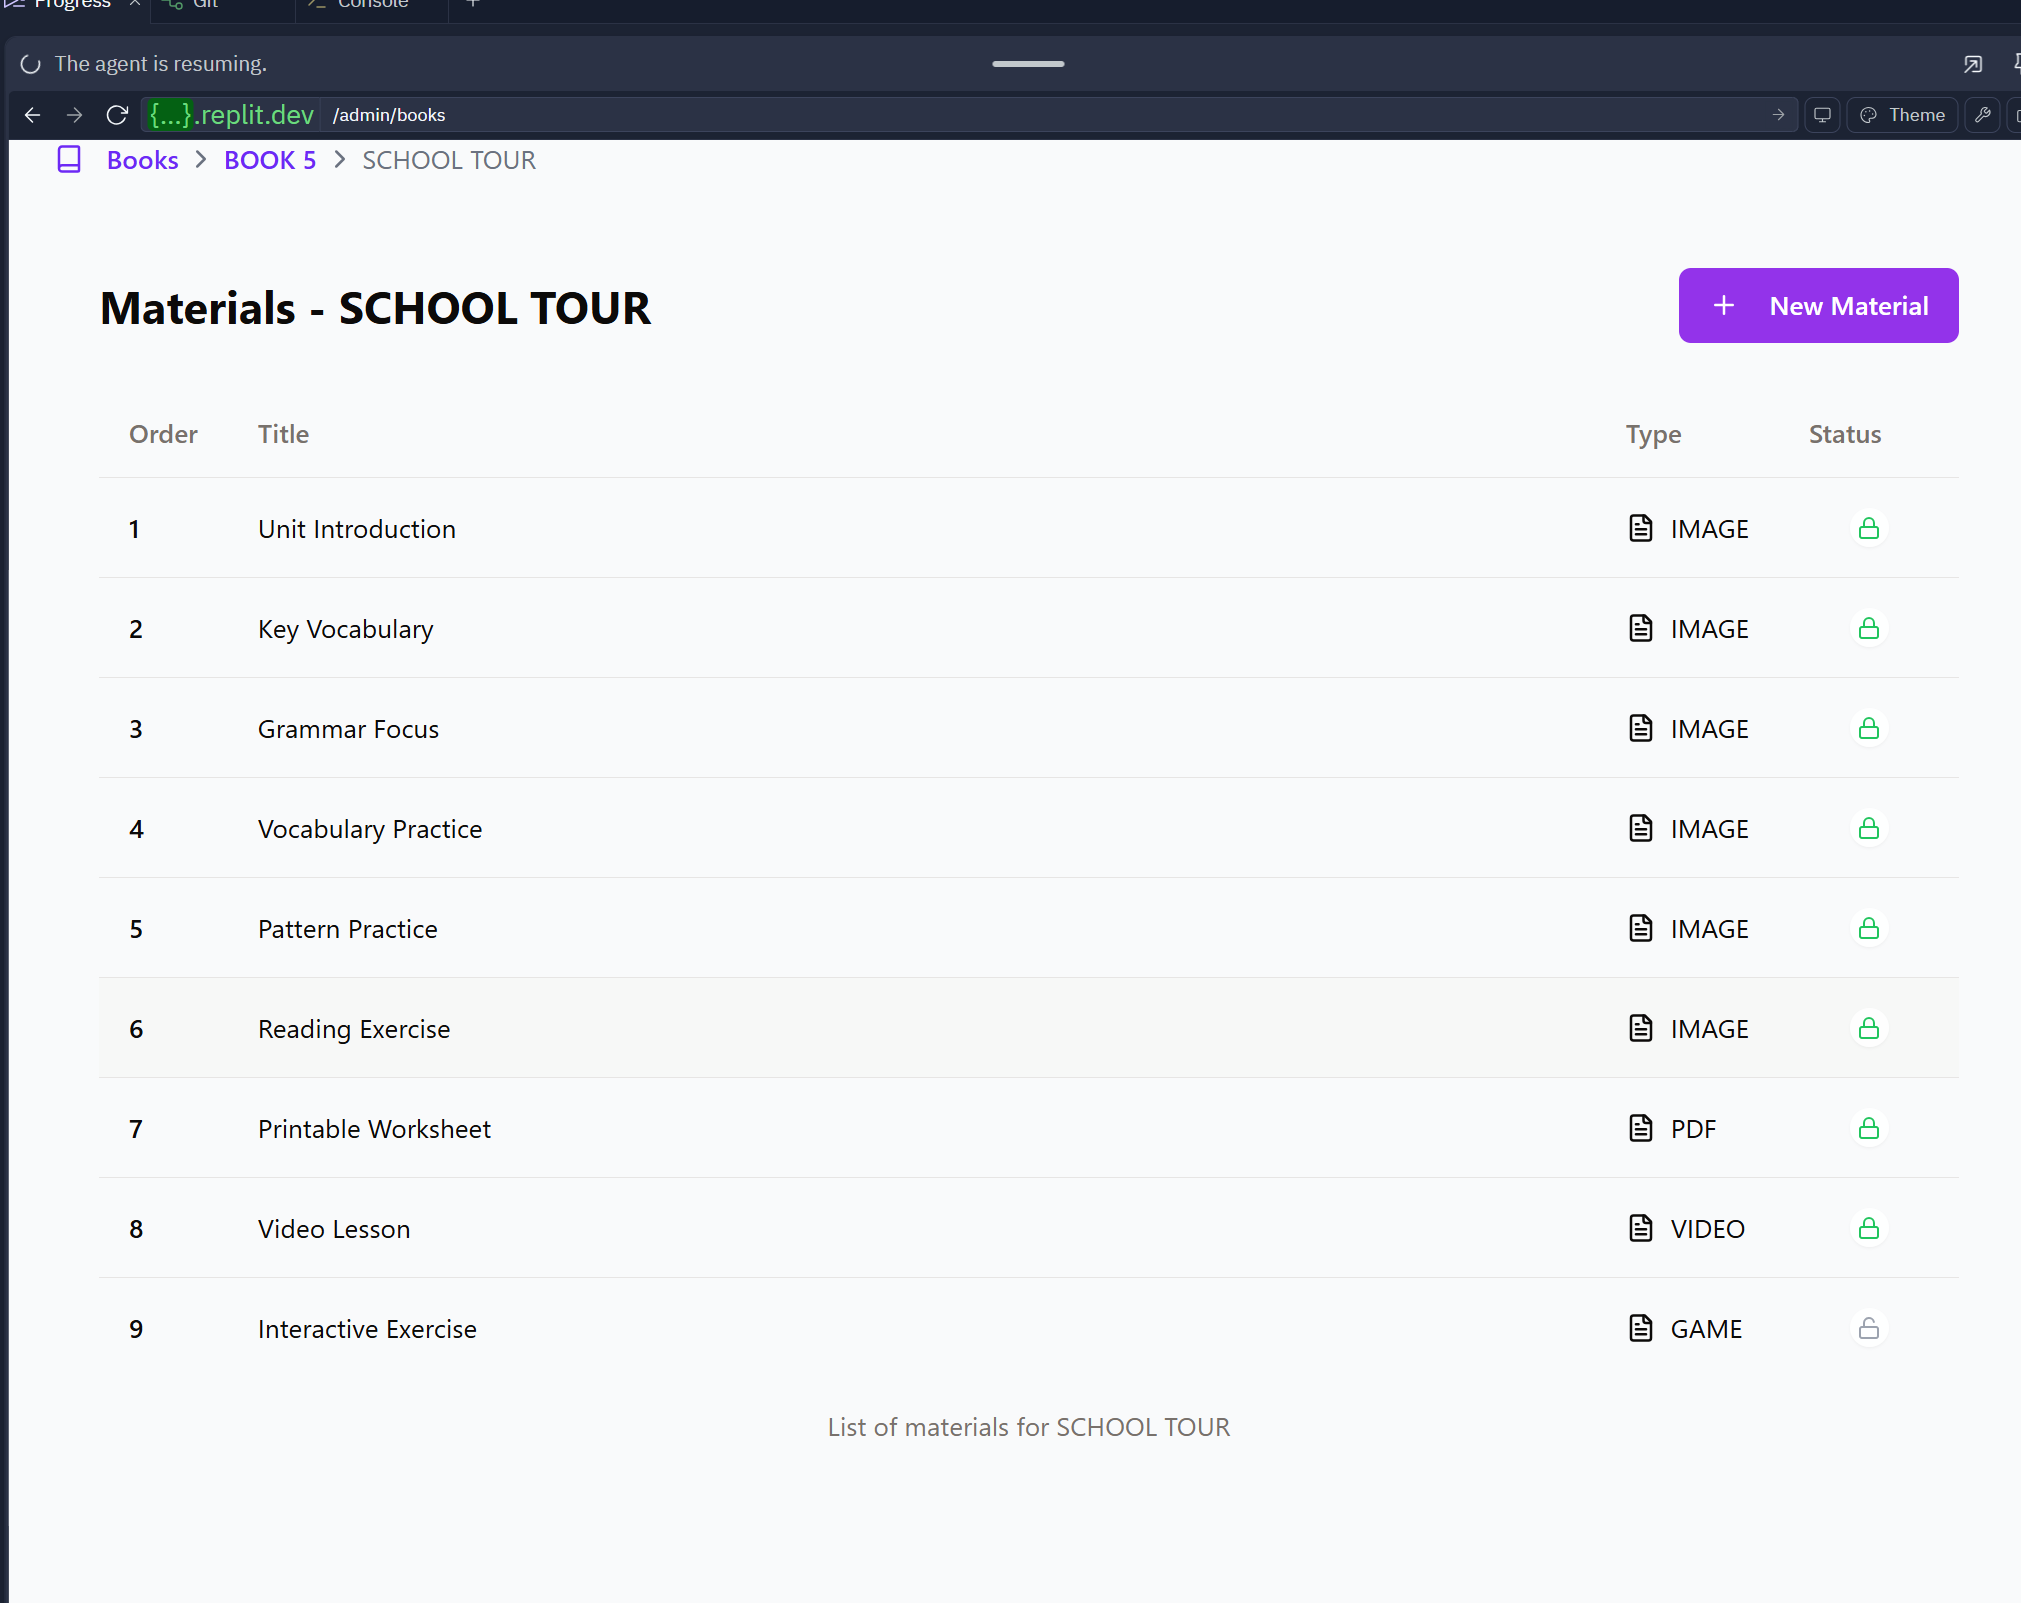 Progress Git Console
The agent is resuming.
{...}.replit.dev /admin/books Theme
Books > BOOK 5 > SCHOOL TOUR
Materials - SCHOOL TOUR
+ New Material
Order Title Type Status
1 Unit Introduction IMAGE
2 Key Vocabulary IMAGE
3 Grammar Focus IMAGE
4 Vocabulary Practice IMAGE
5 Pattern Practice IMAGE
6 Reading Exercise IMAGE
7 Printable Worksheet PDF
8 Video Lesson VIDEO
9 Interactive Exercise GAME
List of materials for SCHOOL TOUR